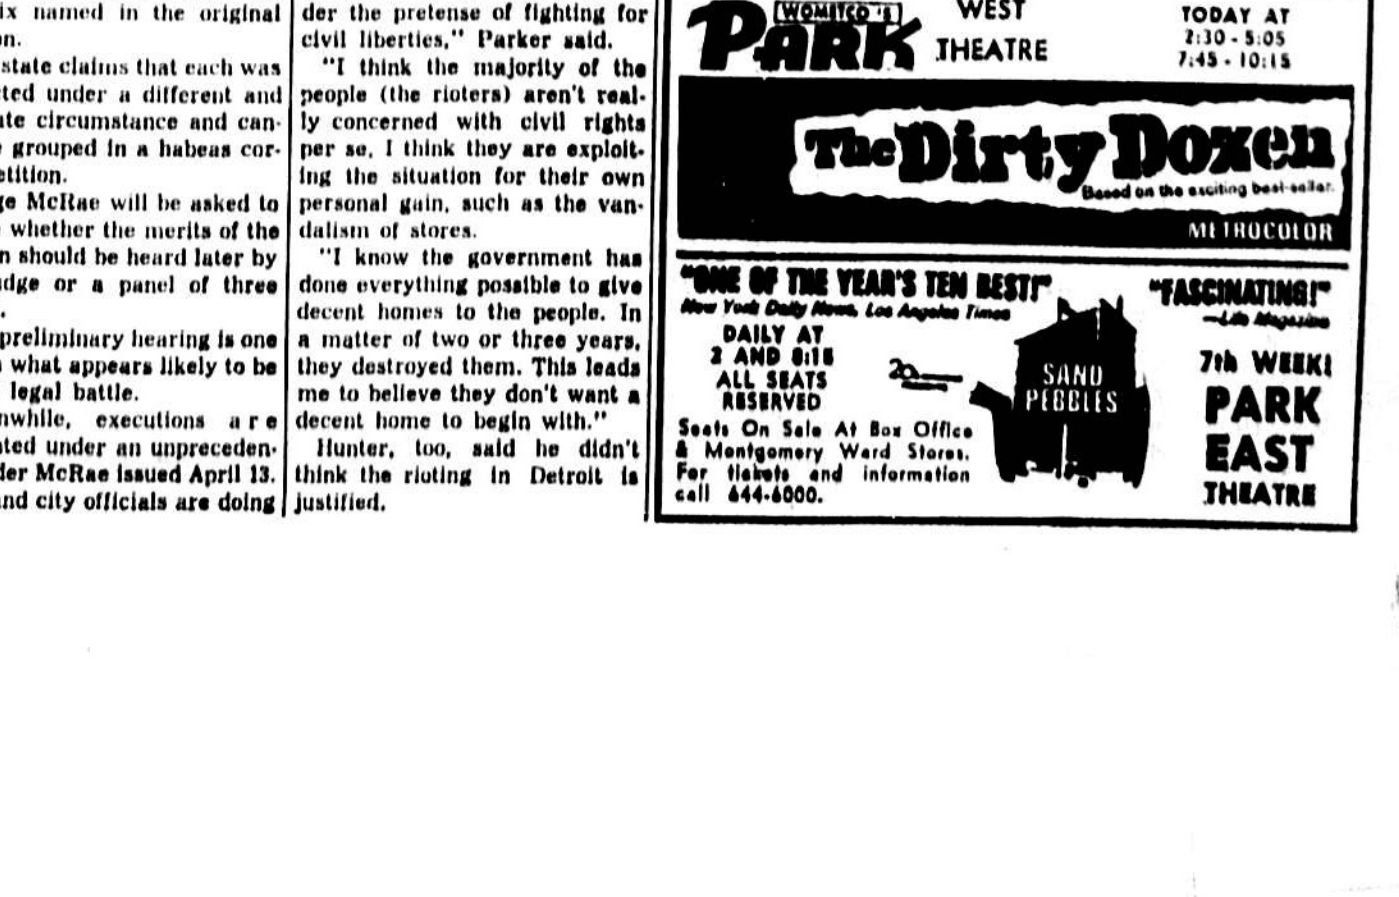 ix named in the original
on.
state claims that each was
ted under a different and
ate circumstance and can-
grouped in a habeas cor-
etition.
ge McRae will be asked to
whether the merits of the
n should be heard later by
udge or a panel of three
.
preliminary hearing is one
what appears likely to be
legal battle.
nwhile, executions are
ated under an unpreceden-
der McRae issued April 13.
and city officials are doing
der the pretense of fighting for
civil liberties," Parker said.
"I think the majority of the
people (the rioters) aren't real-
ly concerned with civil rights
per se, I think they are exploit-
ing the situation for their own
personal gain, such as the van-
dalism of stores.
"I know the government has
done everything possible to give
decent homes to the people. In
a matter of two or three years,
they destroyed them. This leads
me to believe they don't want a
decent home to begin with."
Hunter, too, said he didn't
think the rioting in Detroit is
justified.
WOMETCO'S
PARK
WEST
THEATRE
TODAY AT
2:30 - 5:05
7:45 - 10:15
The Dirty Dozen
Based on the exciting best-seller.
METROCOLOR
"ONE OF THE YEAR'S TEN BEST!"
New York Daily News, Los Angeles Times
DAILY AT
2 AND 8:15
ALL SEATS
RESERVED
Seats On Sale At Box Office
& Montgomery Ward Stores.
For tickets and information
call 644-6000.
20
SAND
PEBBLES
"FASCINATING!"
—Life Magazine
7th WEEK!
PARK
EAST
THEATRE